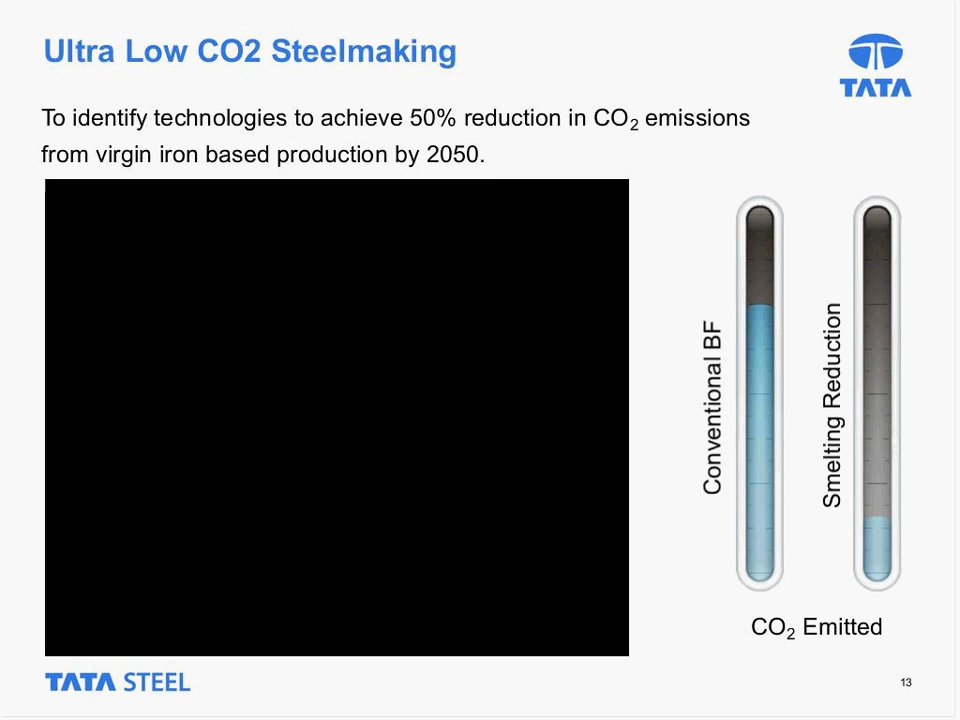 Ultra Low CO2 Steelmaking
TATA
To identify technologies to achieve 50% reduction in CO₂ emissions
from virgin iron based production by 2050.
Conventional BF
Smelting Reduction
CO₂ Emitted
TATA STEEL
13